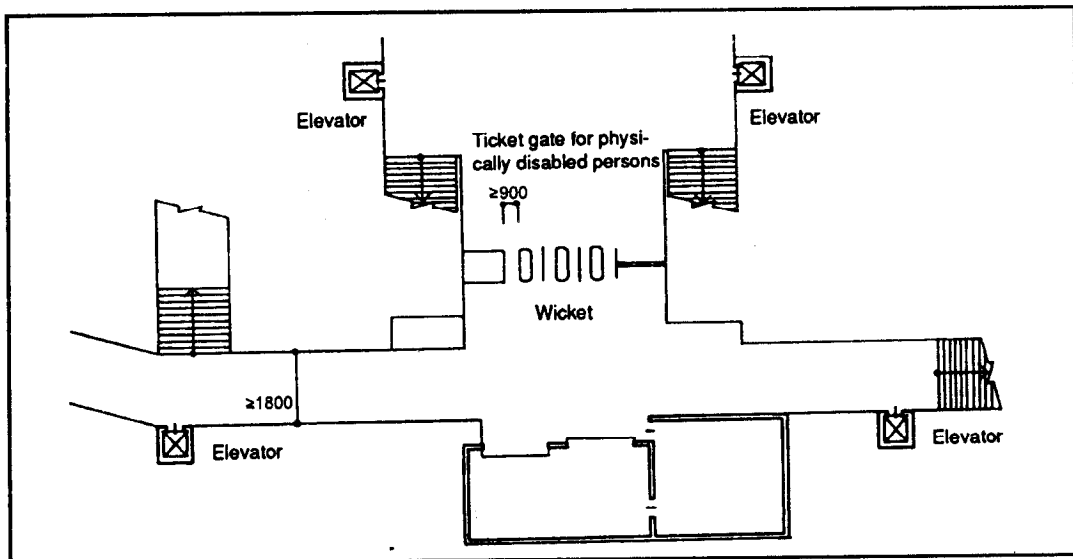 Elevator
Elevator
Ticket gate for physi-
cally disabled persons
≥900
Wicket
≥1800
Elevator
Elevator